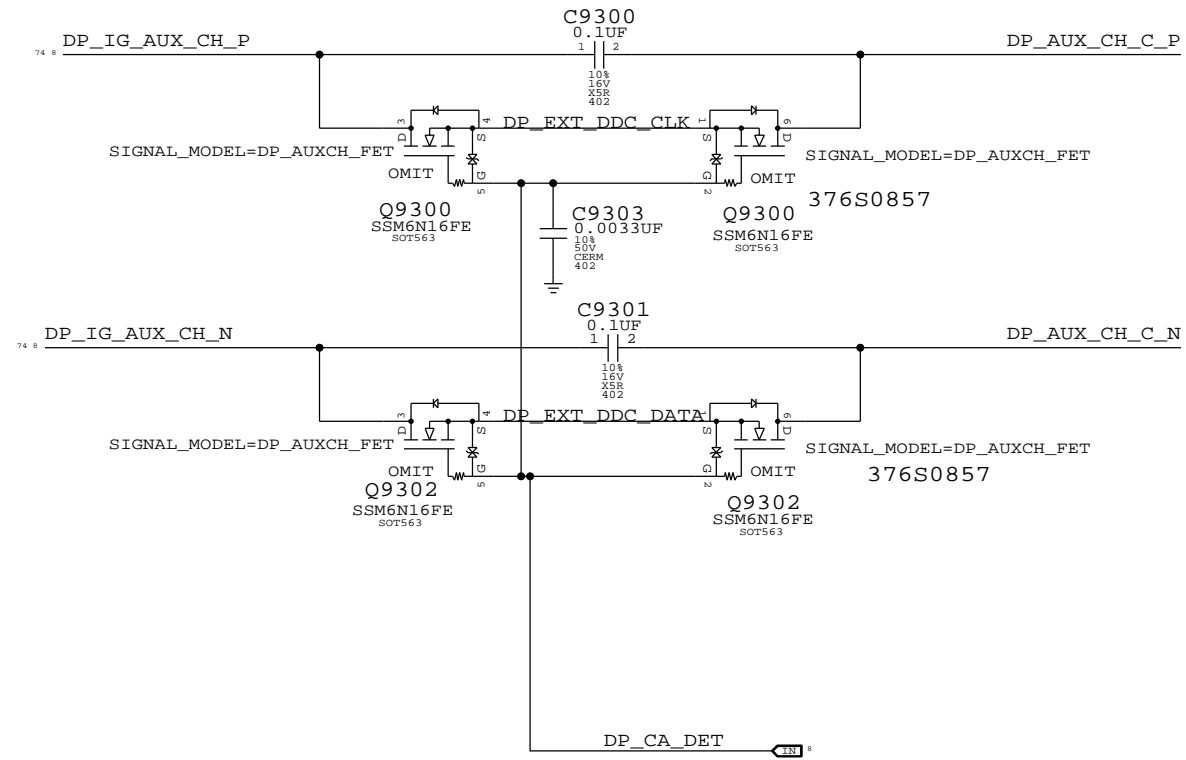 C9300
0.1UF
DP_IG_AUX_CH_P
DP_AUX_CH_C_P
74 8
1 2
10%
16V
X5R
402
3 D
4 S
DP_EXT_DDC_CLK
1 S
6 D
SIGNAL_MODEL=DP_AUXCH_FET
SIGNAL_MODEL=DP_AUXCH_FET
OMIT
G 5
G 2
OMIT
376S0857
Q9300
SSM6N16FE
SOT563
C9303
0.0033UF
10%
50V
CERM
402
Q9300
SSM6N16FE
SOT563
C9301
0.1UF
DP_IG_AUX_CH_N
DP_AUX_CH_C_N
74 8
1 2
10%
16V
X5R
402
3 D
4 S
DP_EXT_DDC_DATA
1 S
6 D
SIGNAL_MODEL=DP_AUXCH_FET
SIGNAL_MODEL=DP_AUXCH_FET
OMIT
G 5
G 2
OMIT
376S0857
Q9302
SSM6N16FE
SOT563
Q9302
SSM6N16FE
SOT563
DP_CA_DET
IN 8